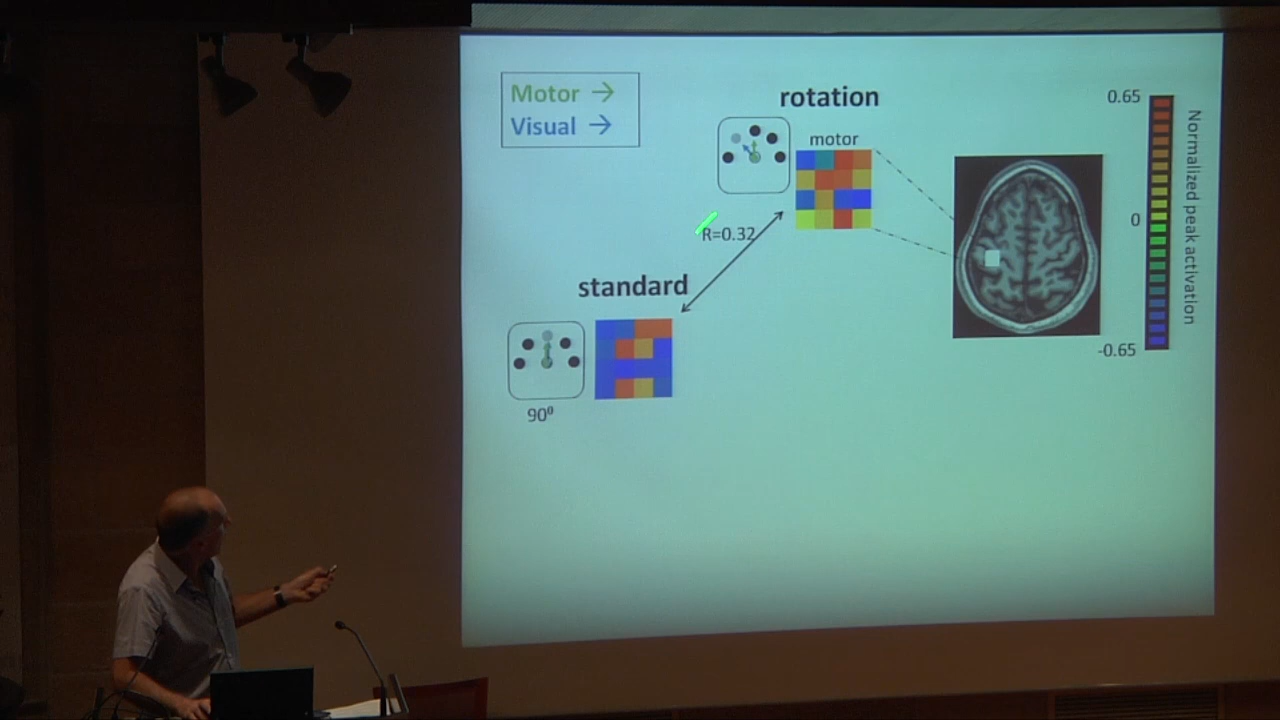 Motor →
Visual →
rotation
motor
0.65
0
-0.65
Normalized peak activation
R=0.32
standard
90⁰